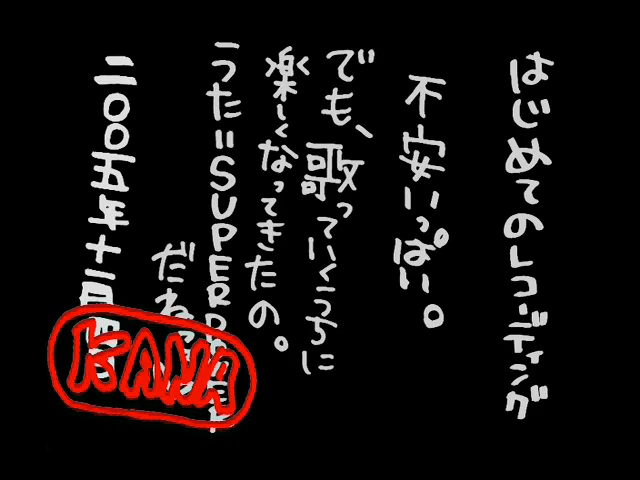 はじめてのレコーディング
不安いっぱい。
でも、歌っていくうちに
楽しくなってきたの。
うた＝SUPER
だね
二〇〇五年十二月四日
KANA